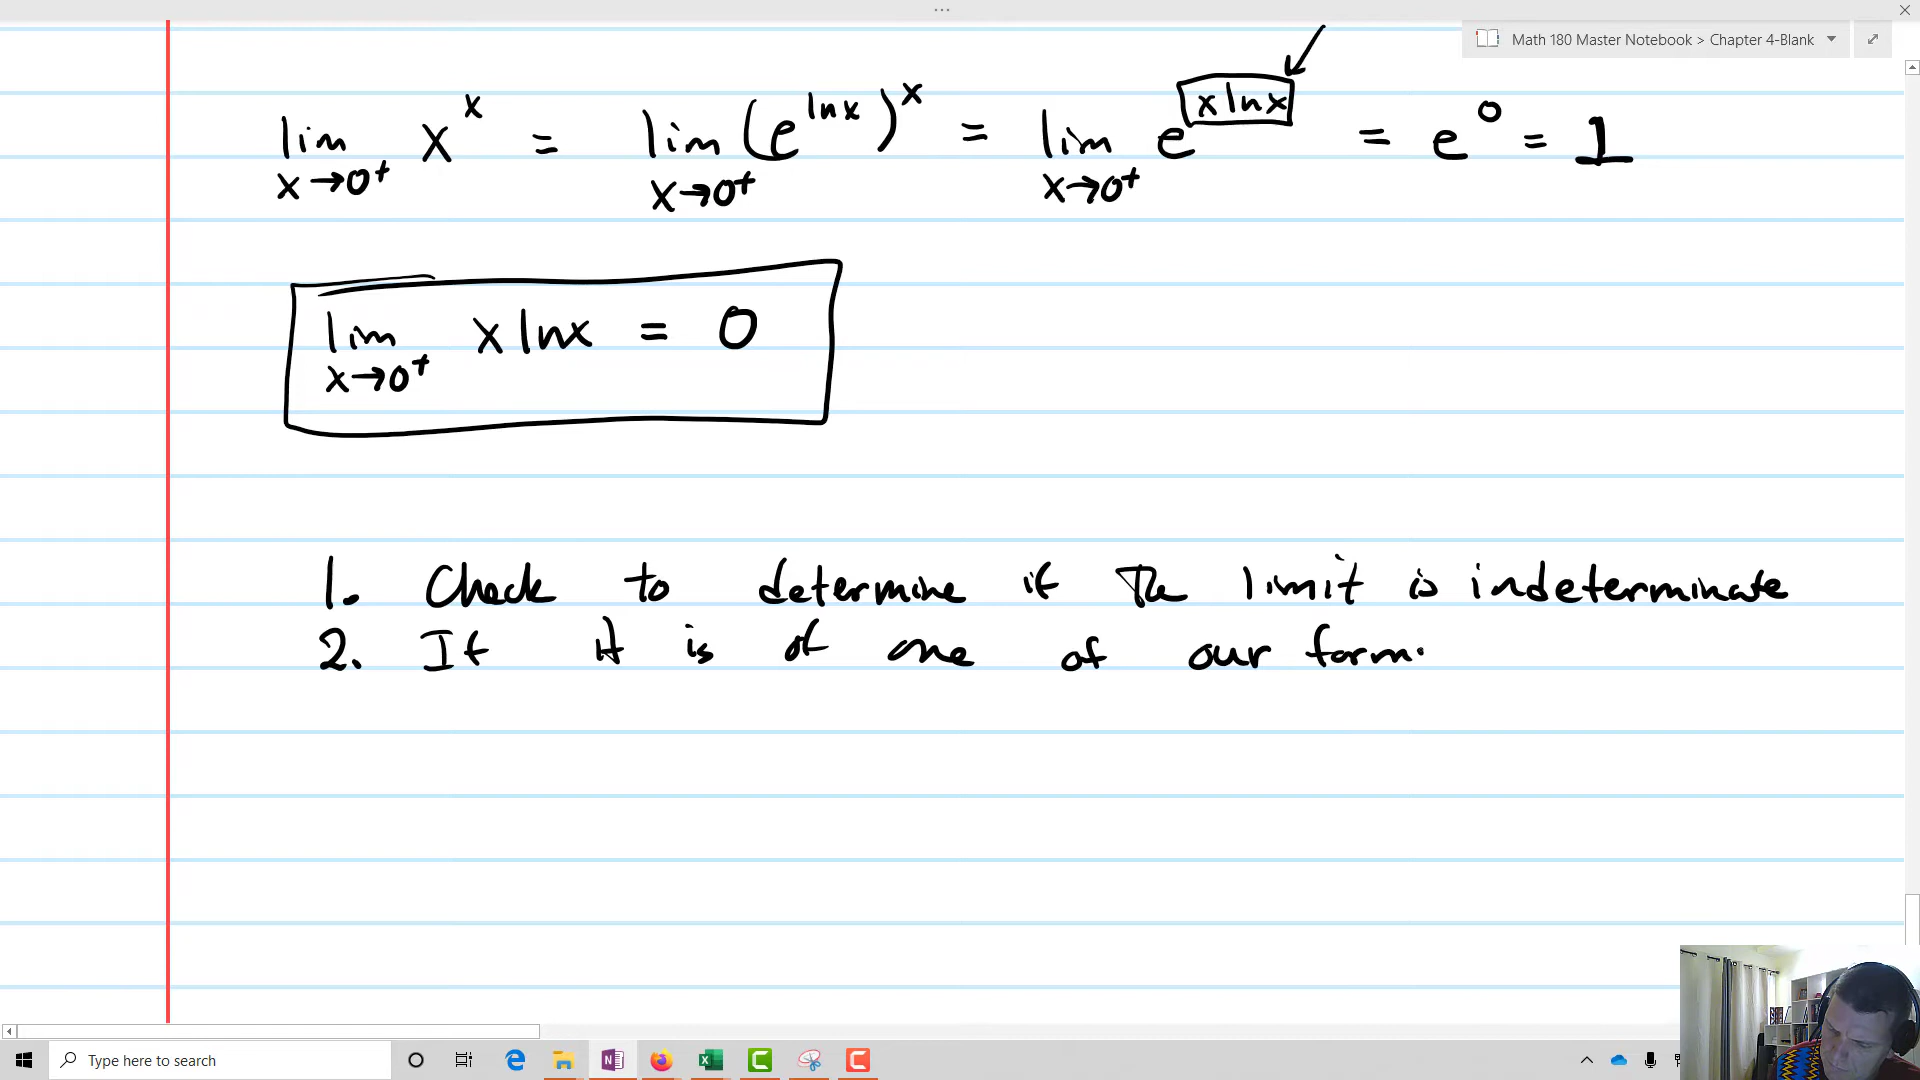 Math 180 Master Notebook > Chapter 4-Blank
lim x→0⁺ x^x = lim x→0⁺ (e^(ln x))^x = lim x→0⁺ e^(x ln x) = e^0 = 1
lim x→0⁺ x ln x = 0
1. Check to determine if The limit is indeterminate
2. If it is of one of our form
Type here to search